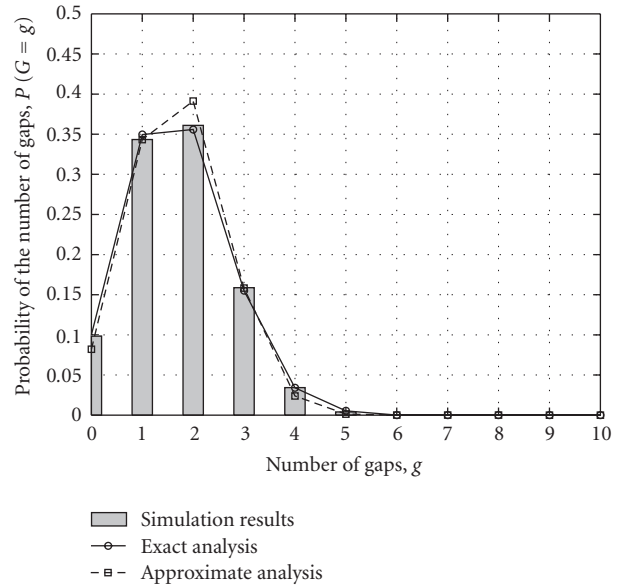 0.5
0.45
0.4
0.35
0.3
0.25
0.2
0.15
0.1
0.05
0
Probability of the number of gaps, P (G = g)
0 1 2 3 4 5 6 7 8 9 10
Number of gaps, g
Simulation results
Exact analysis
Approximate analysis